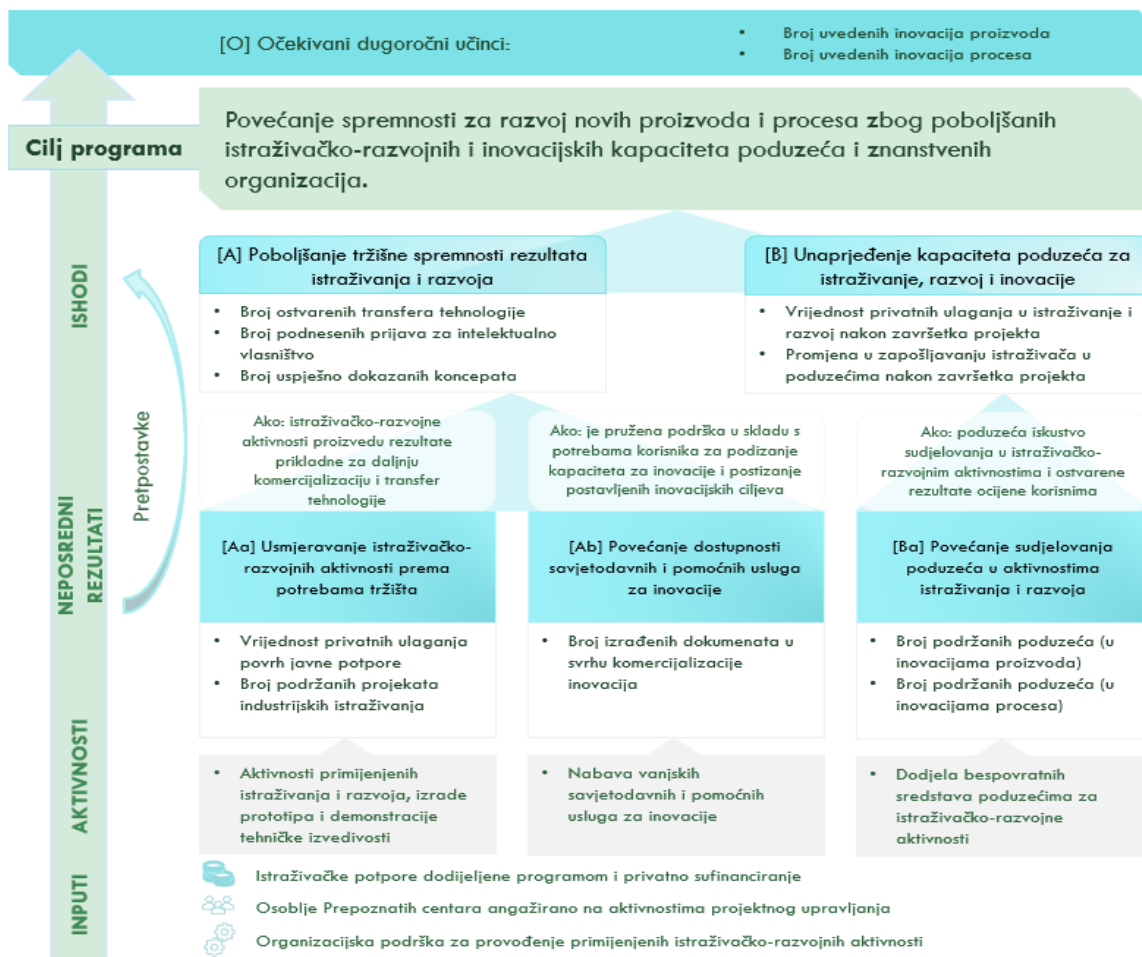 [O] Očekivani dugoročni učinci:
• Broj uvedenih inovacija proizvoda
• Broj uvedenih inovacija procesa
Cilj programa
Povećanje spremnosti za razvoj novih proizvoda i procesa zbog poboljšanih
istraživačko-razvojnih i inovacijskih kapaciteta poduzeća i znanstvenih
organizacija.
ISHODI
[A] Poboljšanje tržišne spremnosti rezultata
istraživanja i razvoja
• Broj ostvarenih transfera tehnologije
• Broj podnesenih prijava za intelektualno
vlasništvo
• Broj uspješno dokazanih koncepata
[B] Unaprjeđenje kapaciteta poduzeća za
istraživanje, razvoj i inovacije
• Vrijednost privatnih ulaganja u istraživanje i
razvoj nakon završetka projekta
• Promjena u zapošljavanju istraživača u
poduzećima nakon završetka projekta
Pretpostavke
Ako: istraživačko-razvojne
aktivnosti proizvedu rezultate
prikladne za daljnju
komercijalizaciju i transfer
tehnologije
Ako: je pružena podrška u skladu s
potrebama korisnika za podizanje
kapaciteta za inovacije i postizanje
postavljenih inovacijskih ciljeva
Ako: poduzeća iskustvo
sudjelovanja u istraživačko-
razvojnim aktivnostima i ostvarene
rezultate ocijene korisnima
NEPOSREDNI
REZULTATI
[Aa] Usmjeravanje istraživačko-
razvojnih aktivnosti prema
potrebama tržišta
• Vrijednost privatnih ulaganja
povrh javne potpore
• Broj podržanih projekata
industrijskih istraživanja
[Ab] Povećanje dostupnosti
savjetodavnih i pomoćnih usluga
za inovacije
• Broj izrađenih dokumenata u
svrhu komercijalizacije
inovacija
[Ba] Povećanje sudjelovanja
poduzeća u aktivnostima
istraživanja i razvoja
• Broj podržanih poduzeća (u
inovacijama proizvoda)
• Broj podržanih poduzeća (u
inovacijama procesa)
AKTIVNOSTI
• Aktivnosti primijenjenih
istraživanja i razvoja, izrade
prototipa i demonstracije
tehničke izvedivosti
• Nabava vanjskih
savjetodavnih i pomoćnih
usluga za inovacije
• Dodjela bespovratnih
sredstava poduzećima za
istraživačko-razvojne
aktivnosti
INPUTI
Istraživačke potpore dodijeljene programom i privatno sufinanciranje
Osoblje Prepoznatih centara angažirano na aktivnostima projektnog upravljanja
Organizacijska podrška za provođenje primijenjenih istraživačko-razvojnih aktivnosti